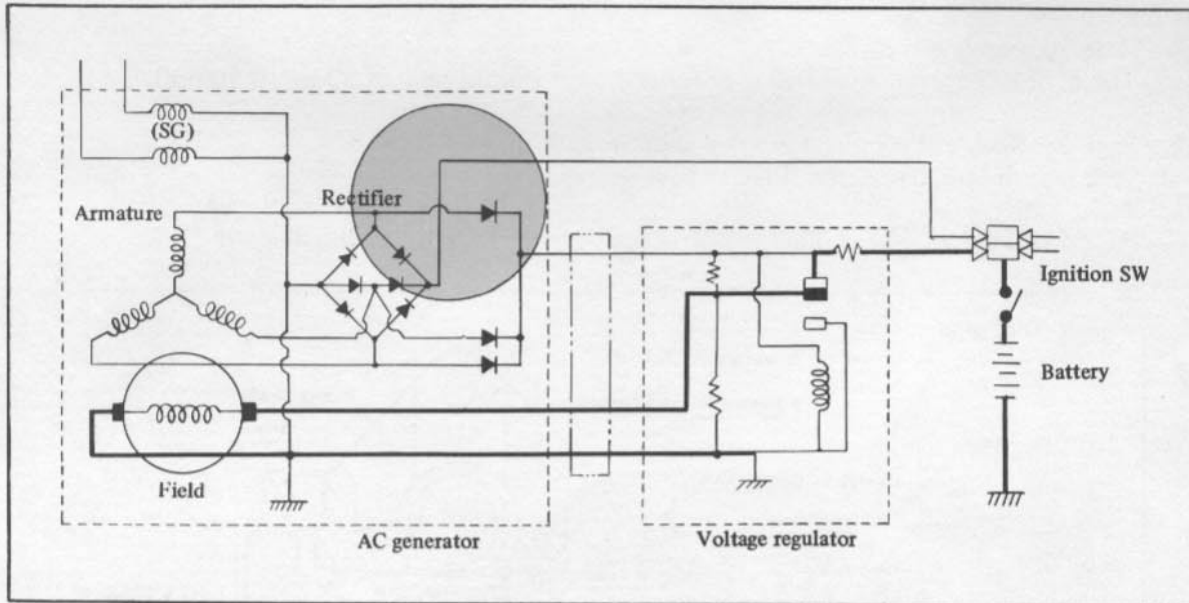 (SG)
Rectifier
Armature
Ignition SW
Battery
Field
AC generator
Voltage regulator